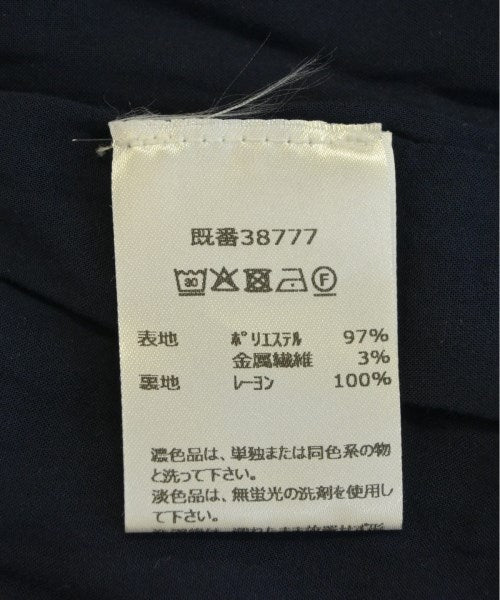 既番38777
30 F
表地 ポリエステル 97%
金属繊維 3%
裏地 レーヨン 100%
濃色品は、単独または同色系の物
と洗って下さい。
淡色品は、無蛍光の洗剤を使用し
て下さい。